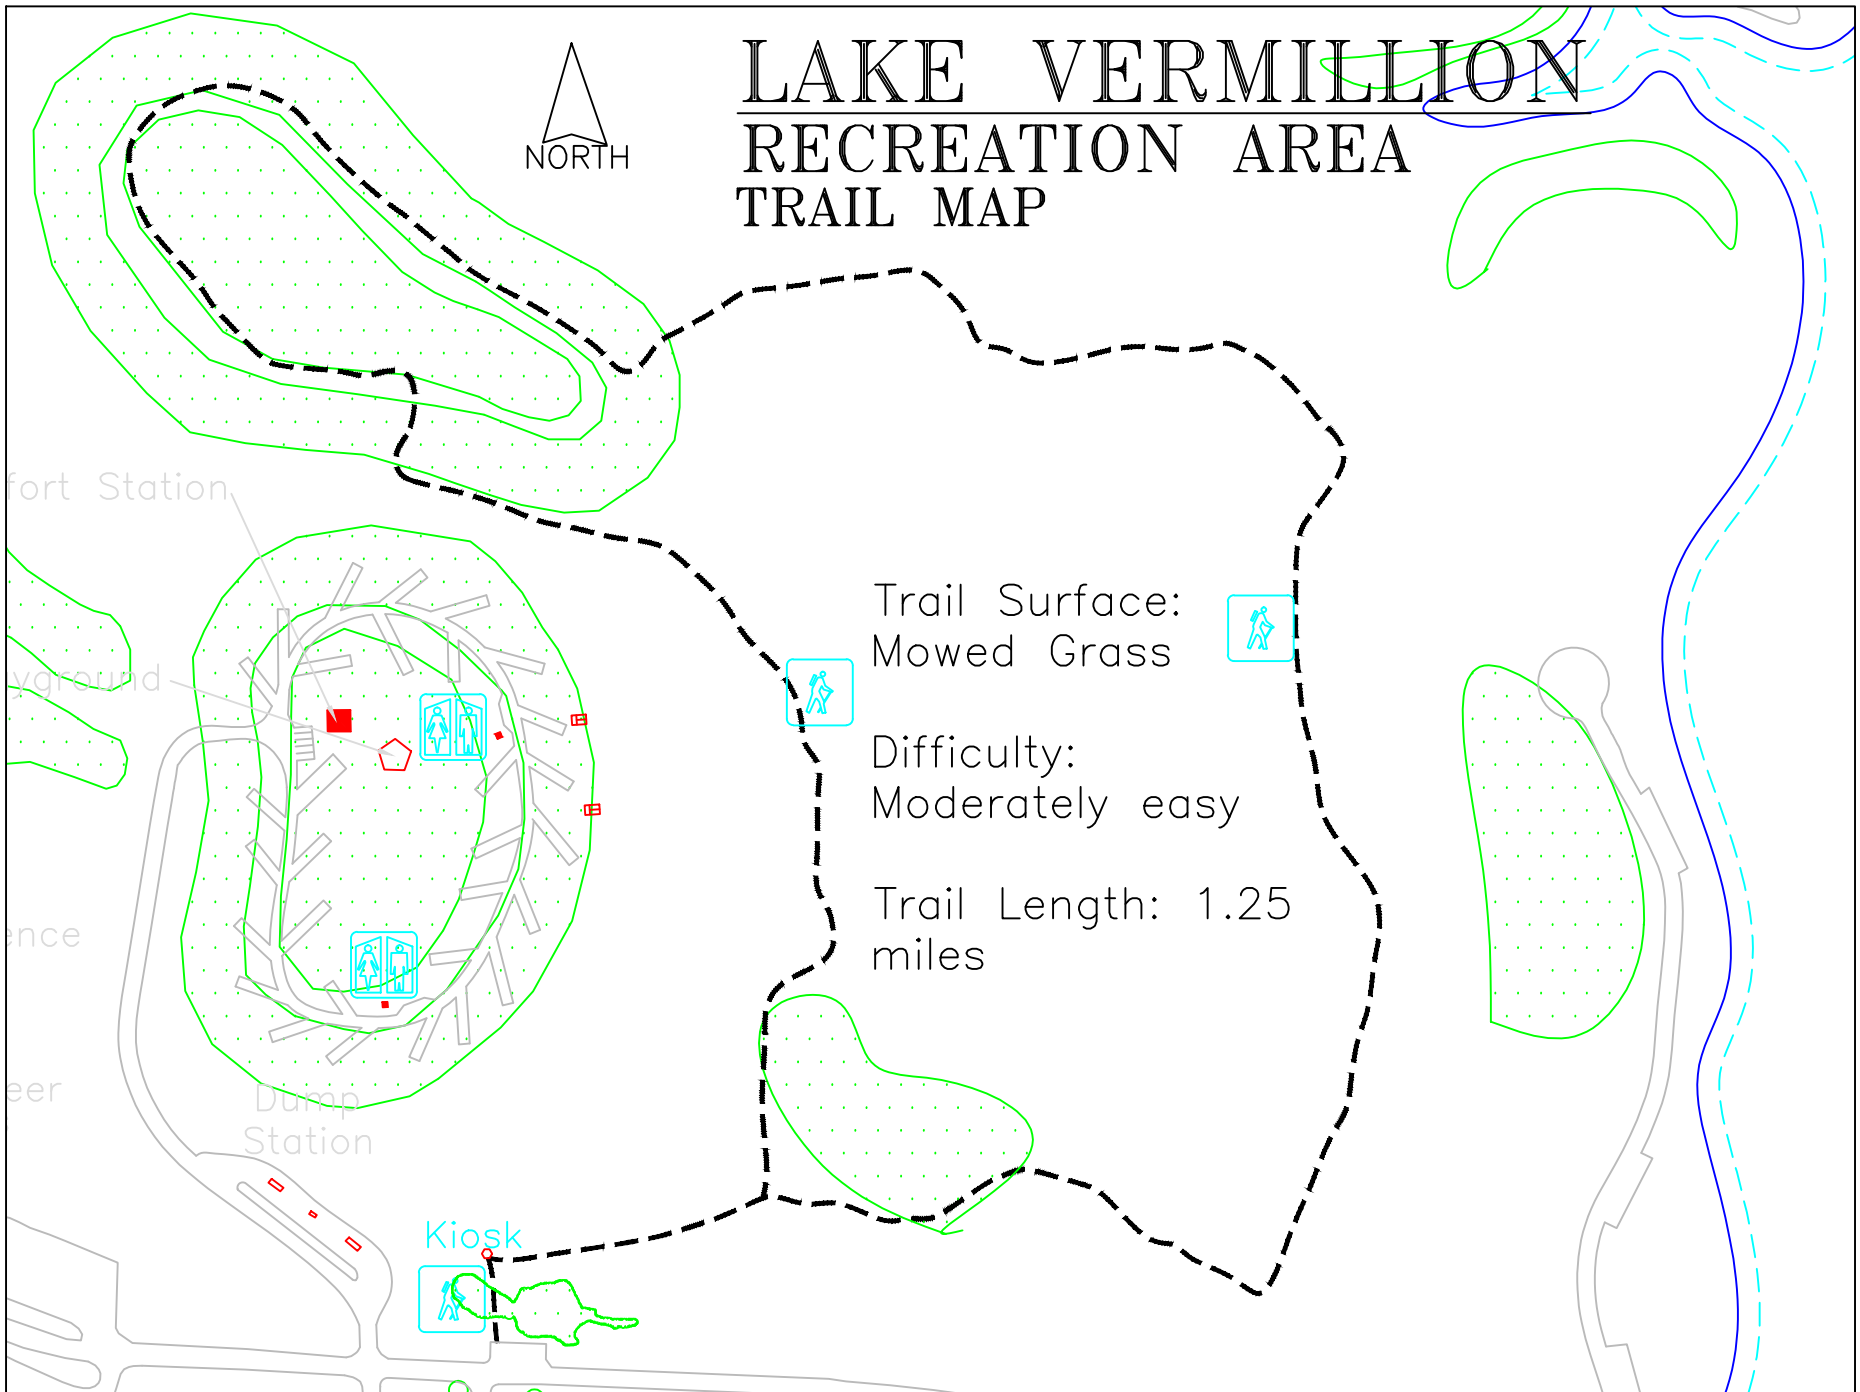 LAKE VERMILLION
RECREATION AREA
NORTH
TRAIL MAP
fort Station
Trail Surface:
Mowed Grass
yground
Difficulty:
Moderately easy
Trail Length: 1.25
miles
ence
eer
Dump
Station
Kiosk